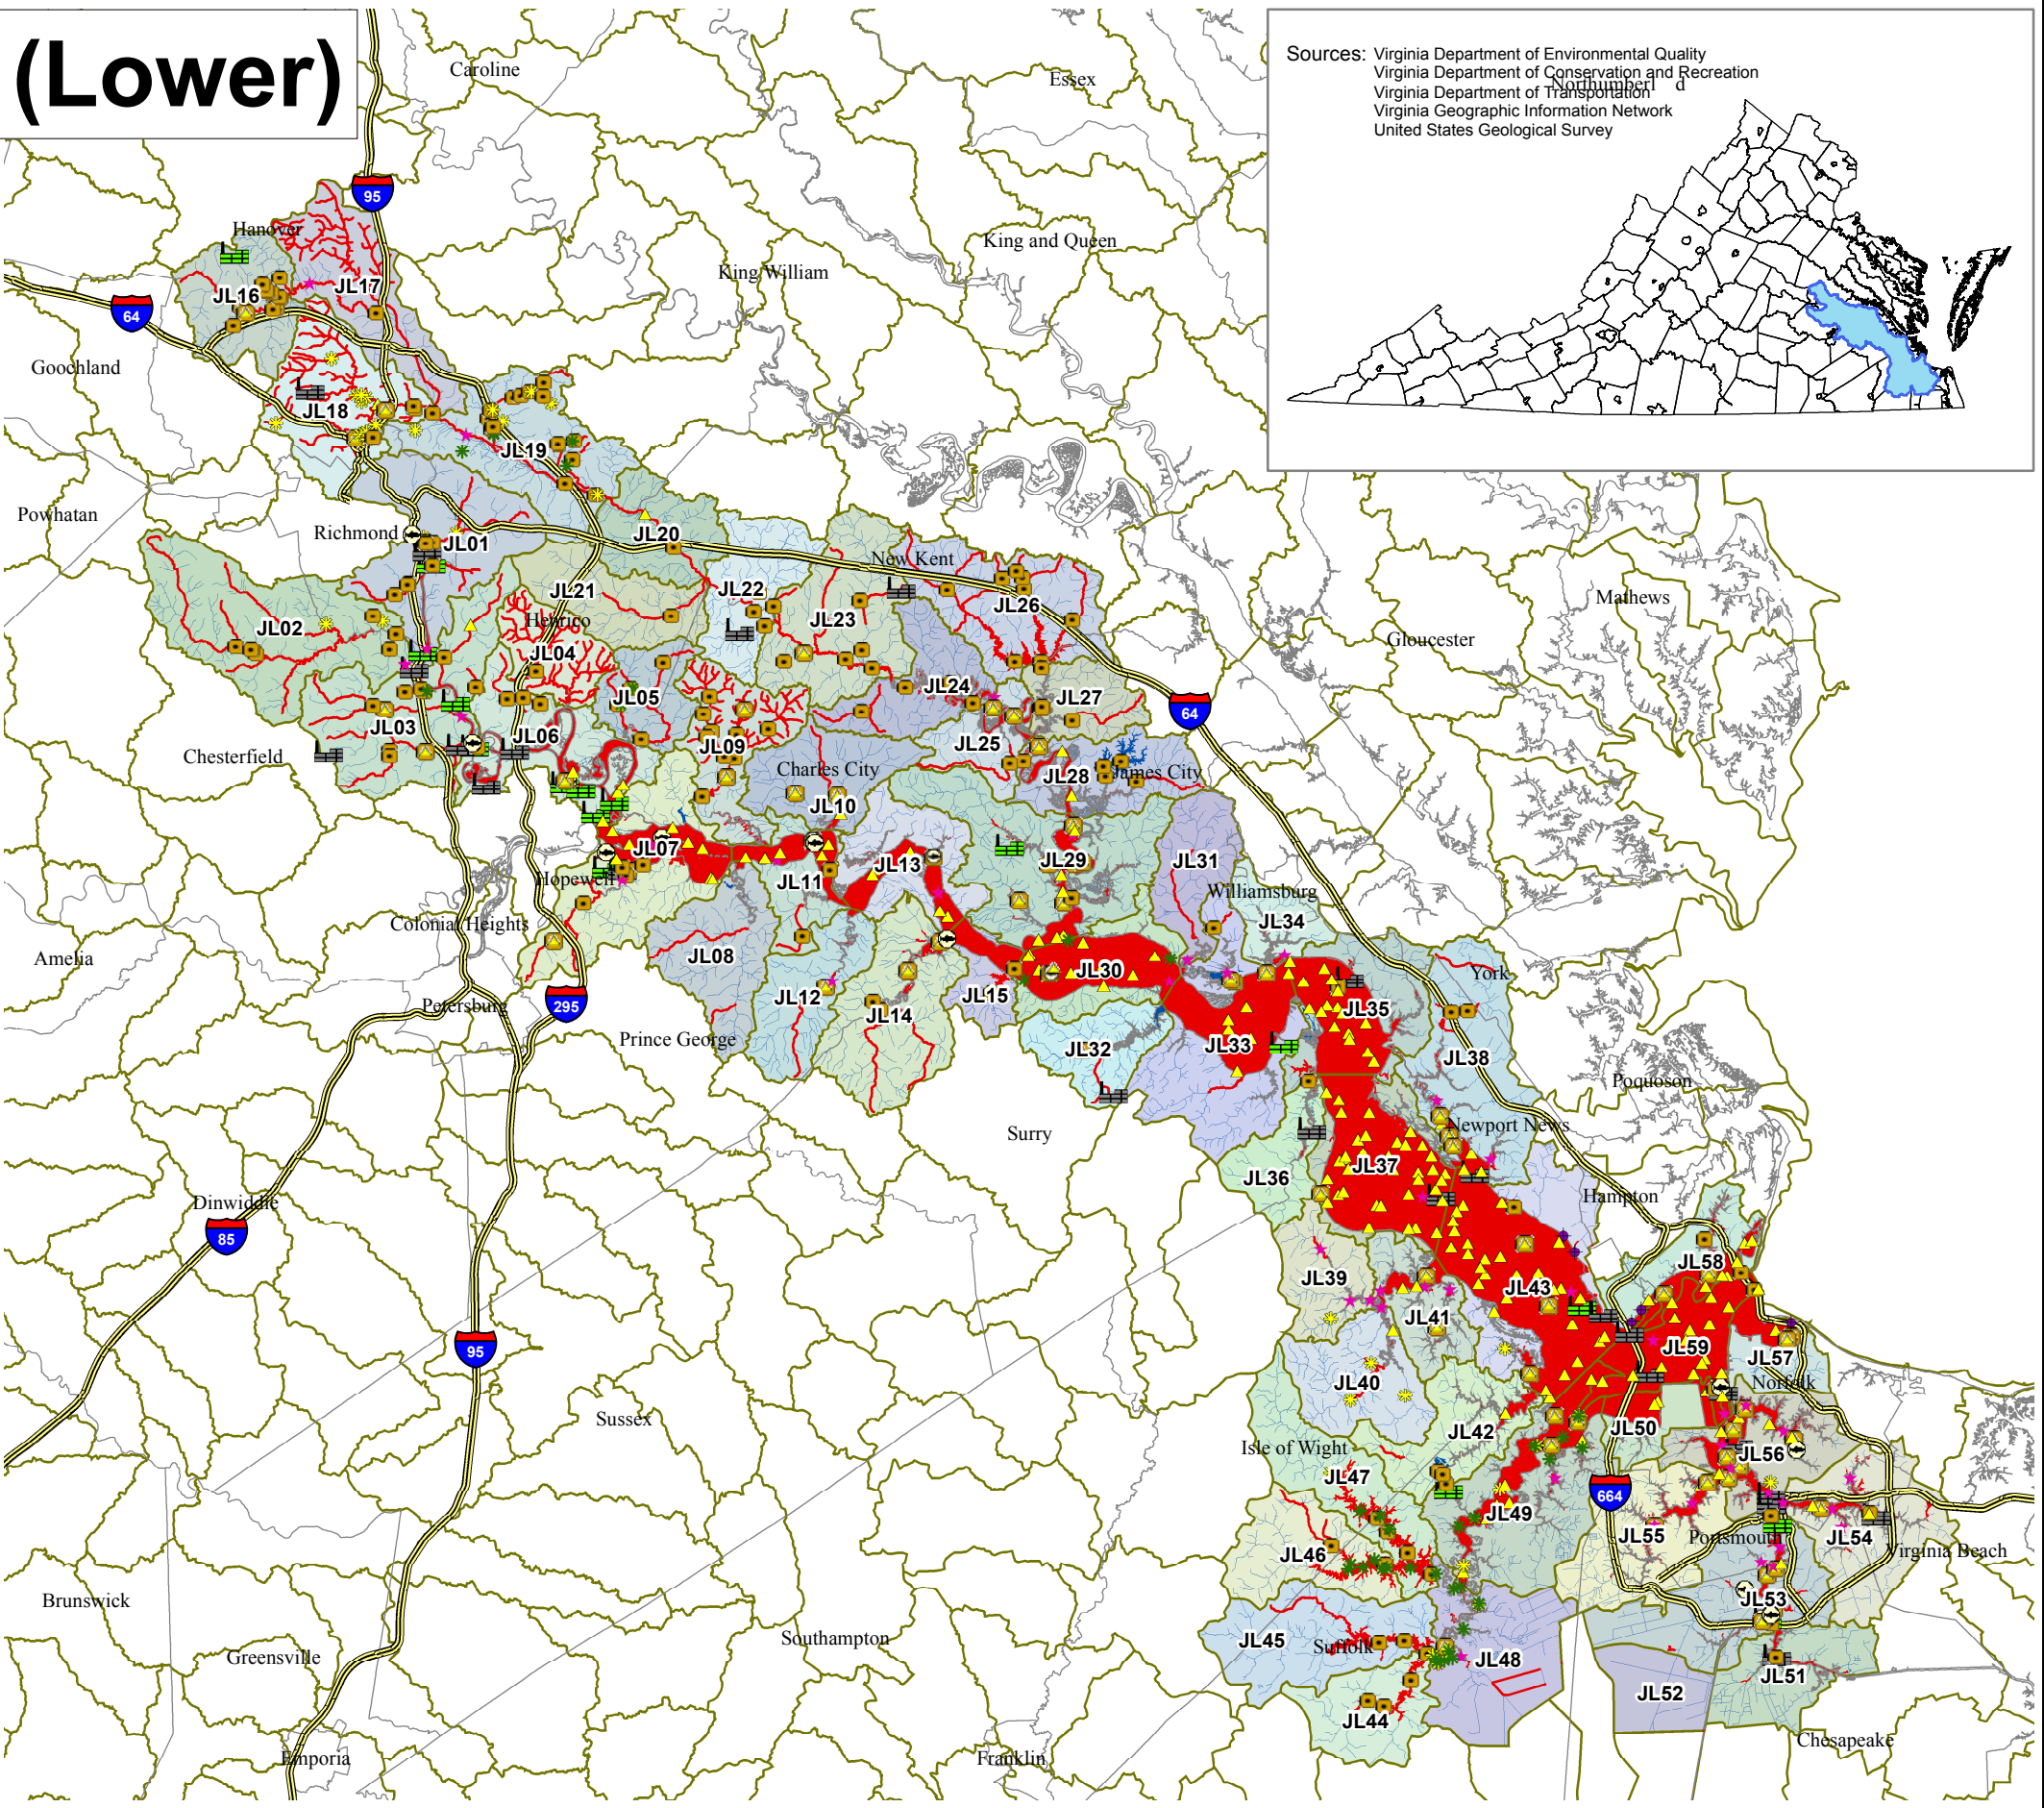 (Lower)
Sources: Virginia Department of Environmental Quality
Virginia Department of Conservation and Recreation
Virginia Department of Transportation
Virginia Geographic Information Network
United States Geological Survey
Northumberl d
Caroline
Essex
95
Hanover
King and Queen
King William
JL16
JL17
64
Goochland
JL18
JL19
Powhatan
Richmond
JL01
JL20
New Kent
JL21
JL22
JL26
Mathews
JL02
Henrico
JL23
Gloucester
JL04
JL05
JL24
JL27
64
JL03
JL06
JL09
JL25
Chesterfield
Charles City
JL28
James City
JL10
JL07
JL13
JL29
JL31
Hopewell
JL11
Williamsburg
Colonial Heights
JL34
Amelia
JL08
JL30
York
JL12
JL15
Petersburg
295
JL14
JL35
Prince George
JL32
JL33
JL38
Poquoson
Surry
Newport News
JL37
JL36
Hampton
Dinwiddie
85
JL58
JL39
JL43
JL41
95
JL59
JL57
JL40
Norfolk
Sussex
JL42
JL50
Isle of Wight
JL56
JL47
664
JL49
JL55
Portsmouth
JL54
JL46
Virginia Beach
Brunswick
JL53
Southampton
JL45
Suffolk
Greensville
JL48
JL51
JL52
JL44
Chesapeake
Emporia
Franklin